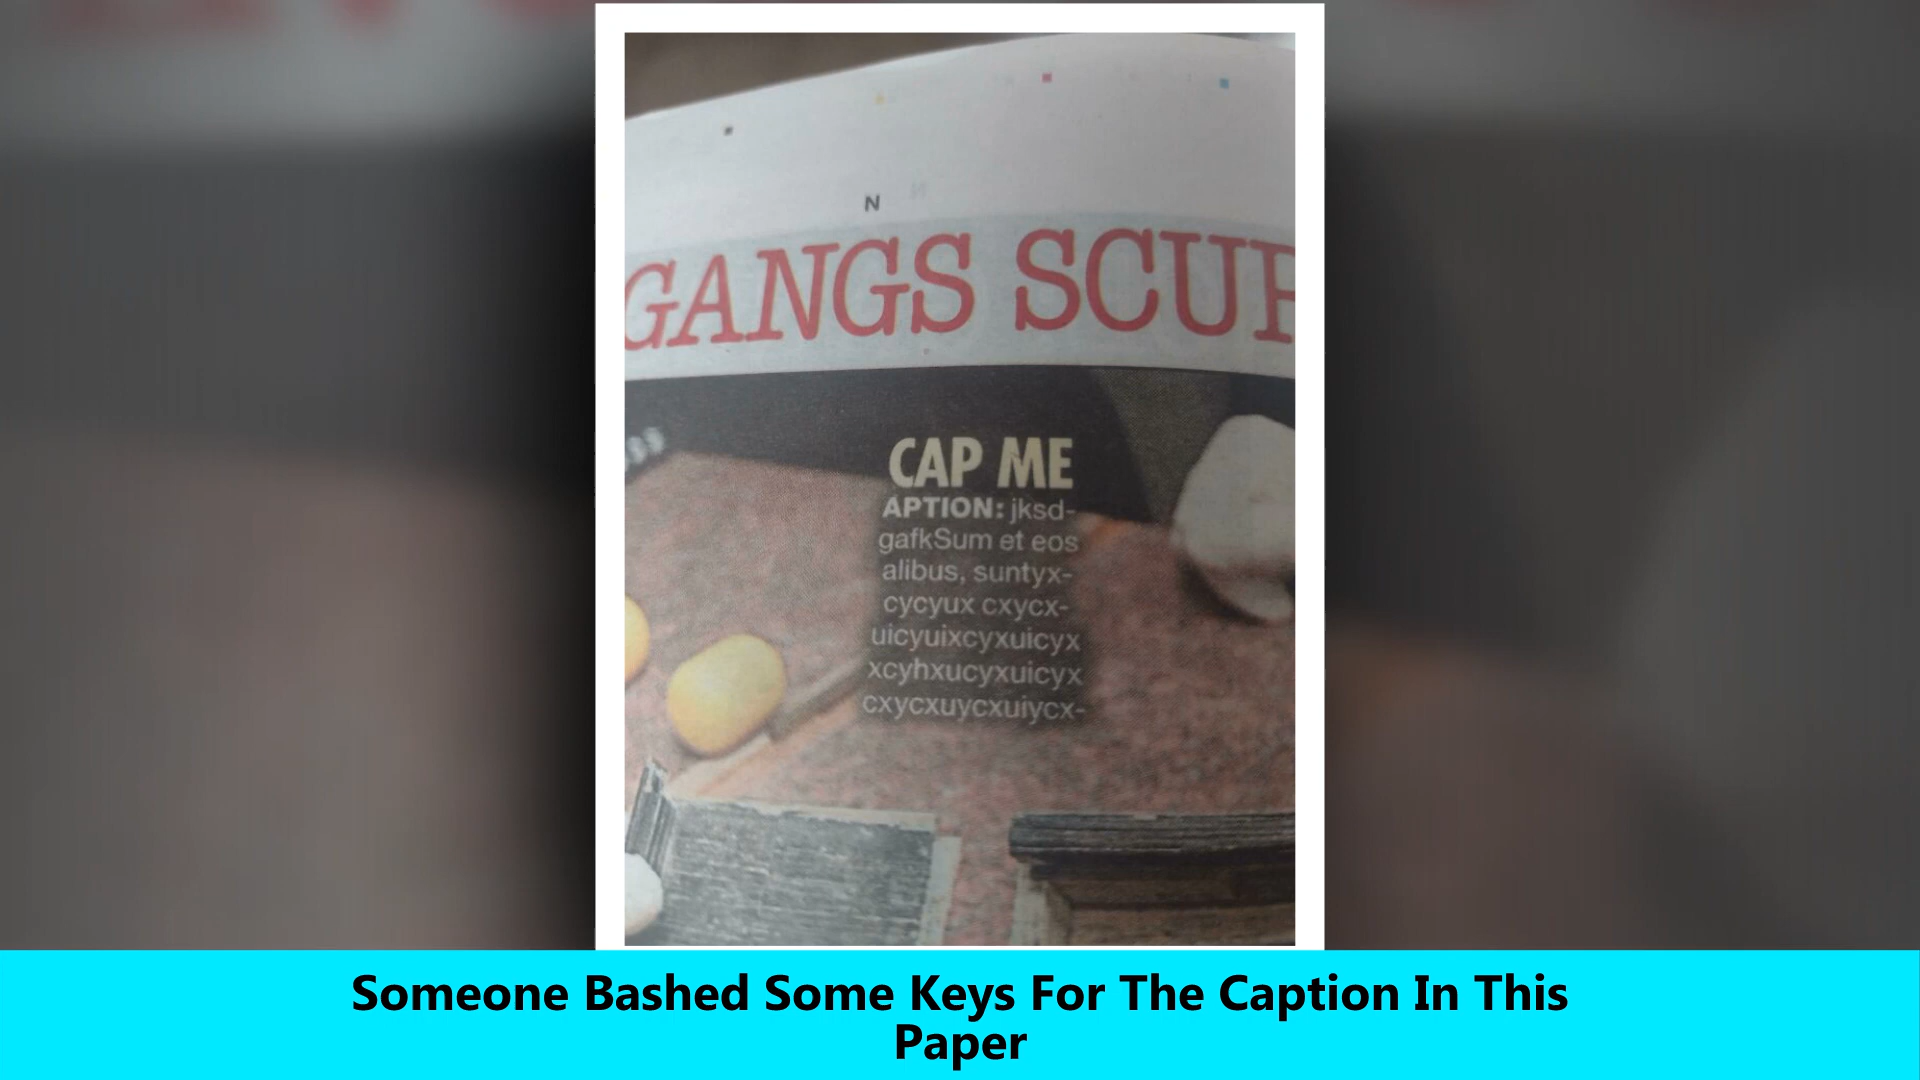 N
GANGS SCUP
CAP ME
APTION: jksd-
gafkSum et eos
alibus, suntyx-
cycyux cxycx-
uicyuixcyxuicyx
xcyhxucyxuicyx
cxycxuycxuiycx-
Someone Bashed Some Keys For The Caption In This
Paper